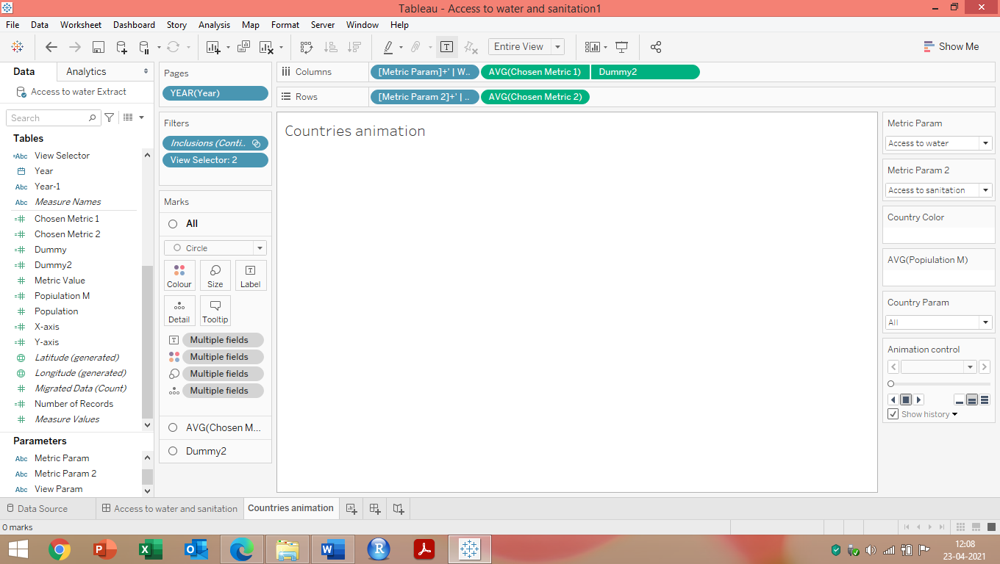 Tableau - Access to water and sanitation1
File Data Worksheet Dashboard Story Analysis Map Format Server Window Help
Entire View
Show Me
Data Analytics
Access to water Extract
Search
Tables
=Abc View Selector
Year
Abc Year-1
Abc Measure Names
Chosen Metric 1
Chosen Metric 2
Dummy
Dummy2
Metric Value
Popiulation M
Population
X-axis
Y-axis
Latitude (generated)
Longitude (generated)
Migrated Data (Count)
Number of Records
Measure Values
Parameters
Abc Metric Param
Abc Metric Param 2
Abc View Param
Pages
YEAR(Year)
Filters
Inclusions (Conti..
View Selector: 2
Marks
All
Circle
Colour Size Label
Detail Tooltip
Multiple fields
Multiple fields
Multiple fields
Multiple fields
AVG(Chosen M...
Dummy2
Columns [Metric Param]+' | W.. AVG(Chosen Metric 1) Dummy2
Rows [Metric Param 2]+' | .. AVG(Chosen Metric 2)
Countries animation
Metric Param
Access to water
Metric Param 2
Access to sanitation
Country Color
AVG(Popiulation M)
Country Param
All
Animation control
Show history
Data Source Access to water and sanitation Countries animation
0 marks
12:08
23-04-2021